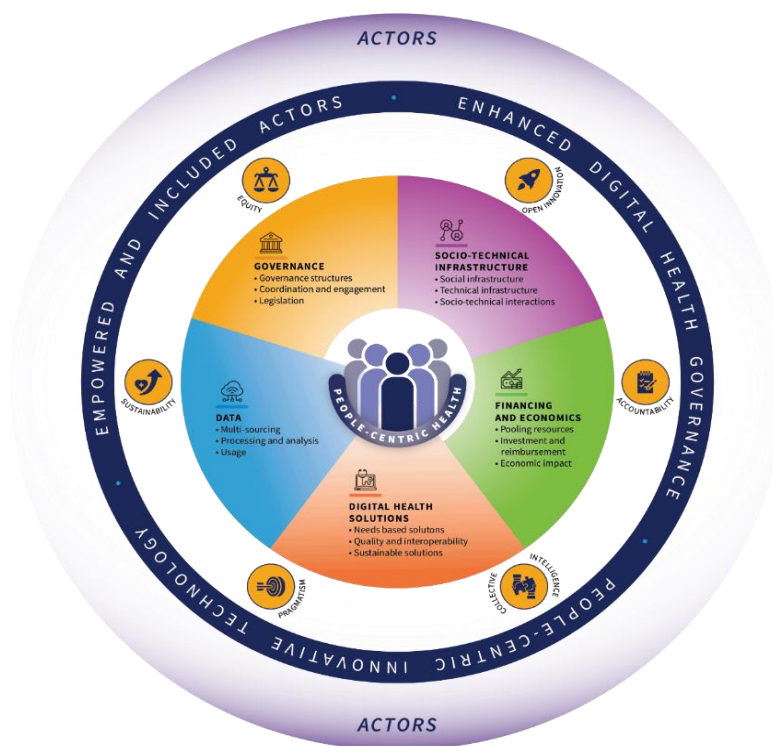 ACTORS
EMPOWERED AND INCLUDED ACTORS
ENHANCED DIGITAL HEALTH GOVERNANCE
PEOPLE-CENTRIC INNOVATIVE TECHNOLOGY
EQUITY
OPEN INNOVATION
GOVERNANCE
• Governance structures
• Coordination and engagement
• Legislation
SOCIO-TECHNICAL
INFRASTRUCTURE
• Social infrastructure
• Technical infrastructure
• Socio-technical interactions
SUSTAINABILITY
ACCOUNTABILITY
PEOPLE-CENTRIC HEALTH
DATA
• Multi-sourcing
• Processing and analysis
• Usage
FINANCING
AND ECONOMICS
• Pooling resources
• Investment and
reimbursement
• Economic impact
DIGITAL HEALTH
SOLUTIONS
• Needs based solutons
• Quality and interoperability
• Sustainable solutions
PRAGMATISM
COLLECTIVE
INTELLIGENCE
ACTORS